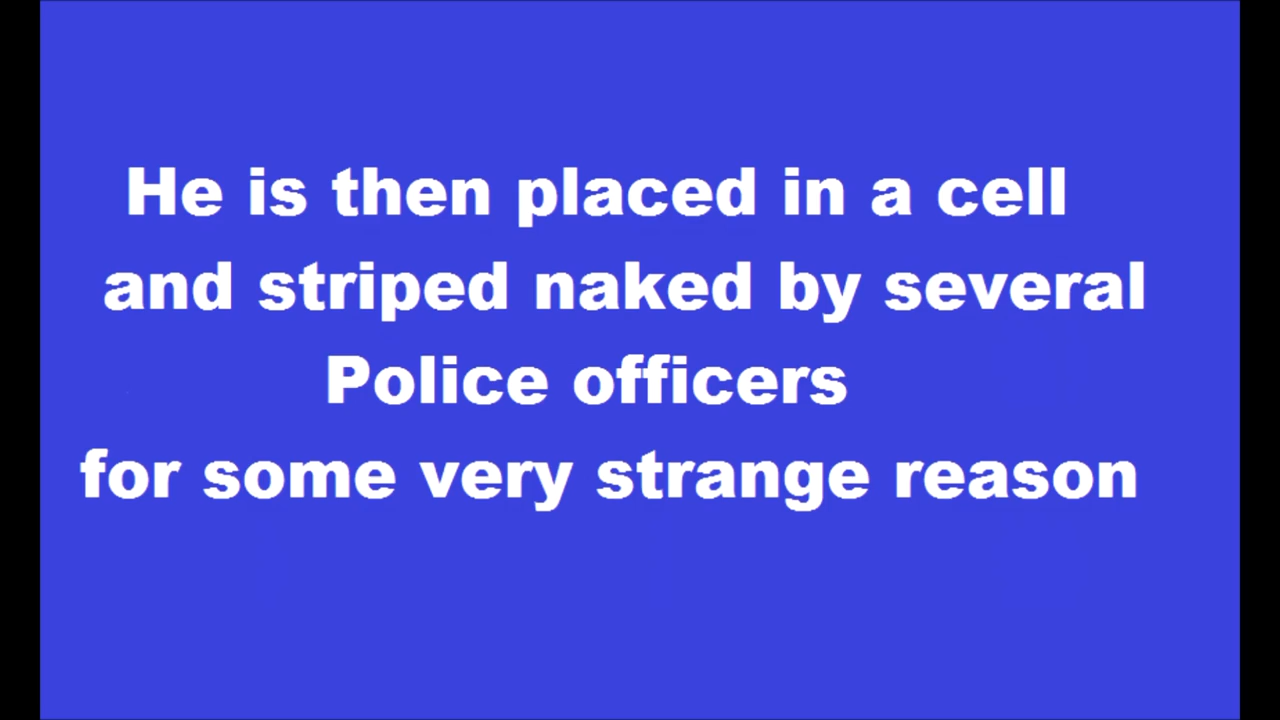 He is then placed in a cell
and striped naked by several
Police officers
for some very strange reason